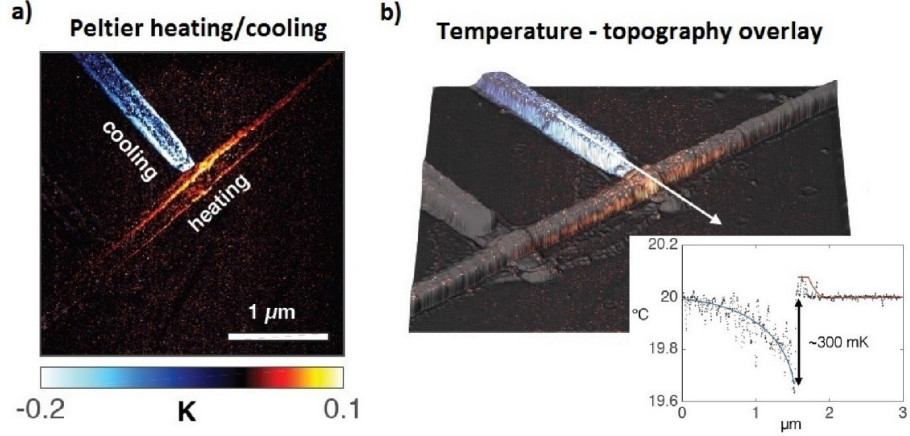 a)
Peltier heating/cooling
cooling
heating
1 µm
-0.2
K
0.1
b)
Temperature - topography overlay
20.2
20
°C
19.8
19.6
~300 mK
0
1
2
3
µm